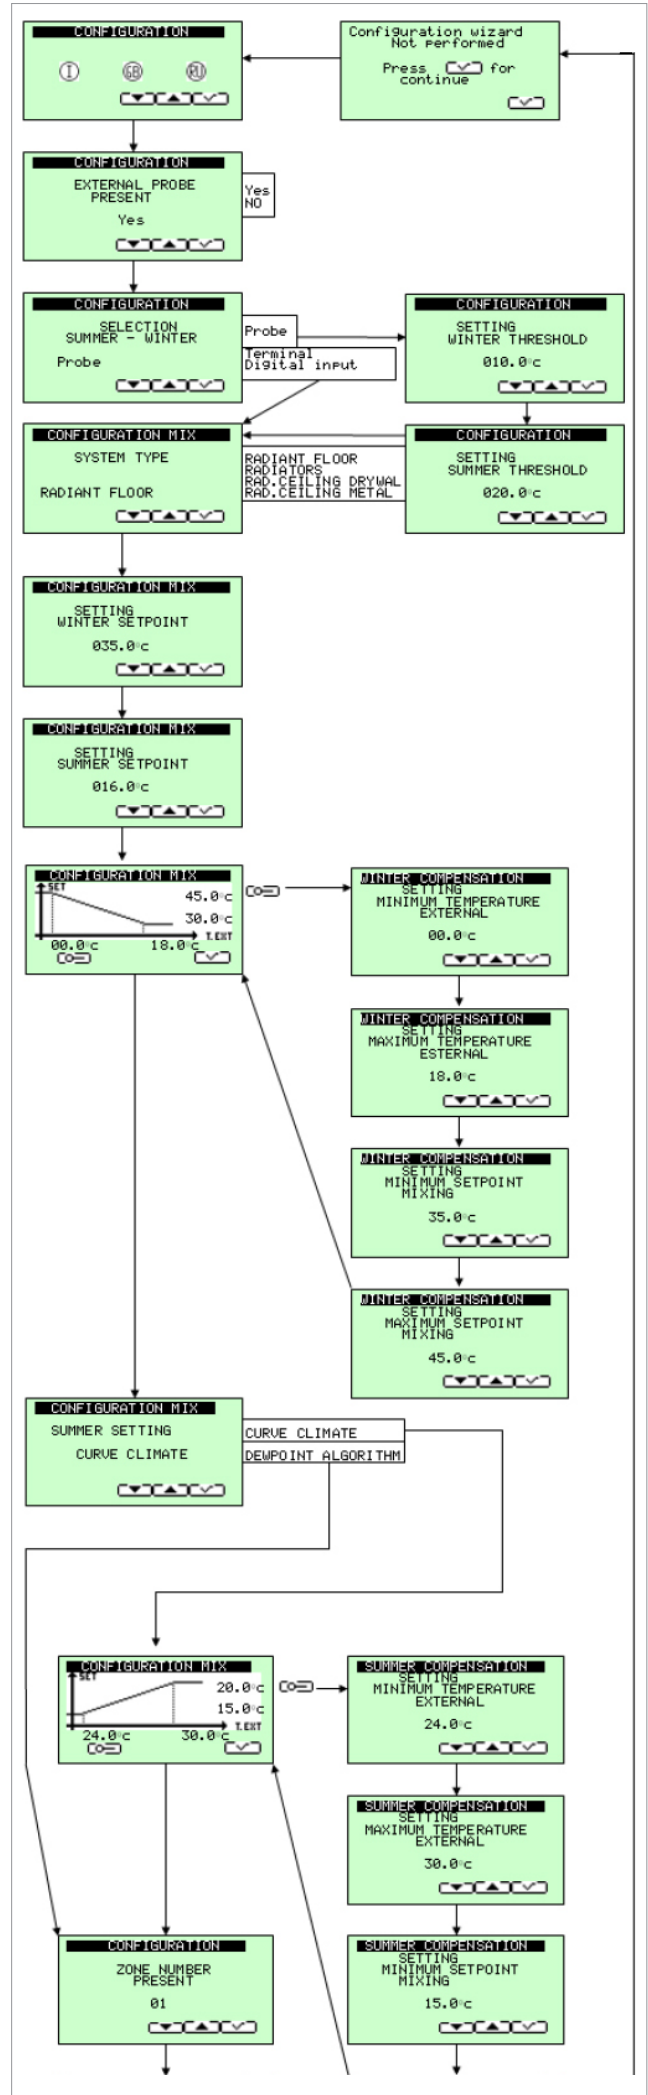 CONFIGURATION
I GB RU
Configuration wizard
Not performed
Press for
continue
CONFIGURATION
EXTERNAL PROBE
PRESENT
Yes
Yes
NO
CONFIGURATION
SELECTION
SUMMER - WINTER
Probe
Probe
Terminal
Digital input
CONFIGURATION
SETTING
WINTER THRESHOLD
010.0°c
CONFIGURATION MIX
SYSTEM TYPE
RADIANT FLOOR
RADIANT FLOOR
RADIATORS
RAD.CEILING DRYWAL
RAD.CEILING METAL
CONFIGURATION
SETTING
SUMMER THRESHOLD
020.0°c
CONFIGURATION MIX
SETTING
WINTER SETPOINT
035.0°c
CONFIGURATION MIX
SETTING
SUMMER SETPOINT
016.0°c
CONFIGURATION MIX
SET
45.0°c
30.0°c
T.EXT
00.0°c 18.0°c
WINTER COMPENSATION
SETTING
MINIMUM TEMPERATURE
EXTERNAL
00.0°c
WINTER COMPENSATION
SETTING
MAXIMUM TEMPERATURE
ESTERNAL
18.0°c
WINTER COMPENSATION
SETTING
MINIMUM SETPOINT
MIXING
35.0°c
WINTER COMPENSATION
SETTING
MAXIMUM SETPOINT
MIXING
45.0°c
CONFIGURATION MIX
SUMMER SETTING
CURVE CLIMATE
CURVE CLIMATE
DEWPOINT ALGORITHM
CONFIGURATION MIX
SET
20.0°c
15.0°c
T.EXT
24.0°c 30.0°c
SUMMER COMPENSATION
SETTING
MINIMUM TEMPERATURE
EXTERNAL
24.0°c
SUMMER COMPENSATION
SETTING
MAXIMUM TEMPERATURE
EXTERNAL
30.0°c
CONFIGURATION
ZONE NUMBER
PRESENT
01
SUMMER COMPENSATION
SETTING
MINIMUM SETPOINT
MIXING
15.0°c